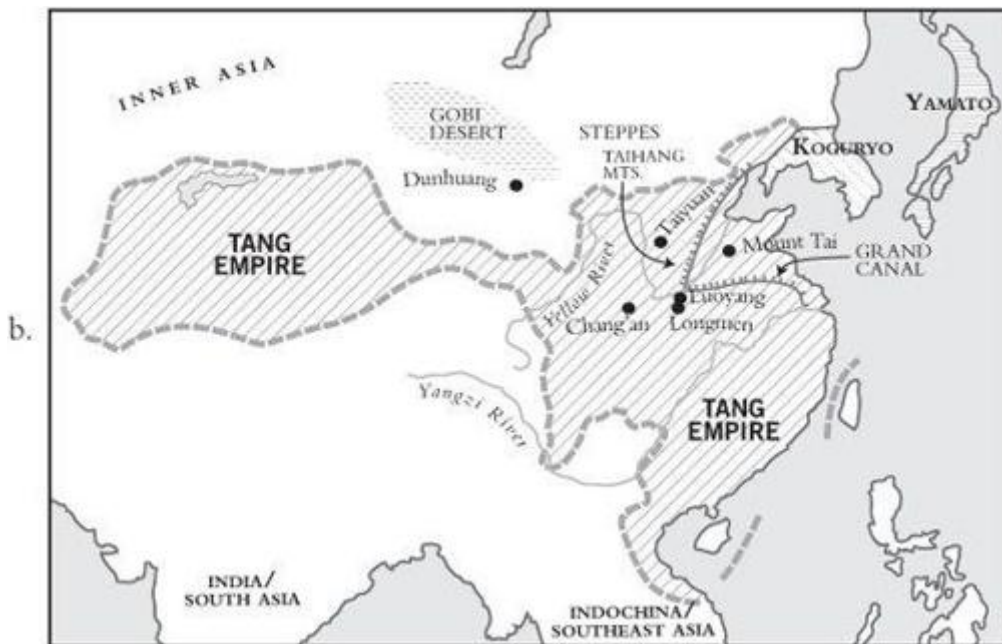 INNER ASIA
GOBI
DESERT
Dunhuang
STEPPES
TAIHANG
MTS.
Taiyuan
KOGURYO
YAMATO
Mount Tai
GRAND
CANAL
TANG
EMPIRE
Yellow River
Luoyang
Chang'an
Longmen
b.
Yangzi River
TANG
EMPIRE
INDIA/
SOUTH ASIA
INDOCHINA/
SOUTHEAST ASIA